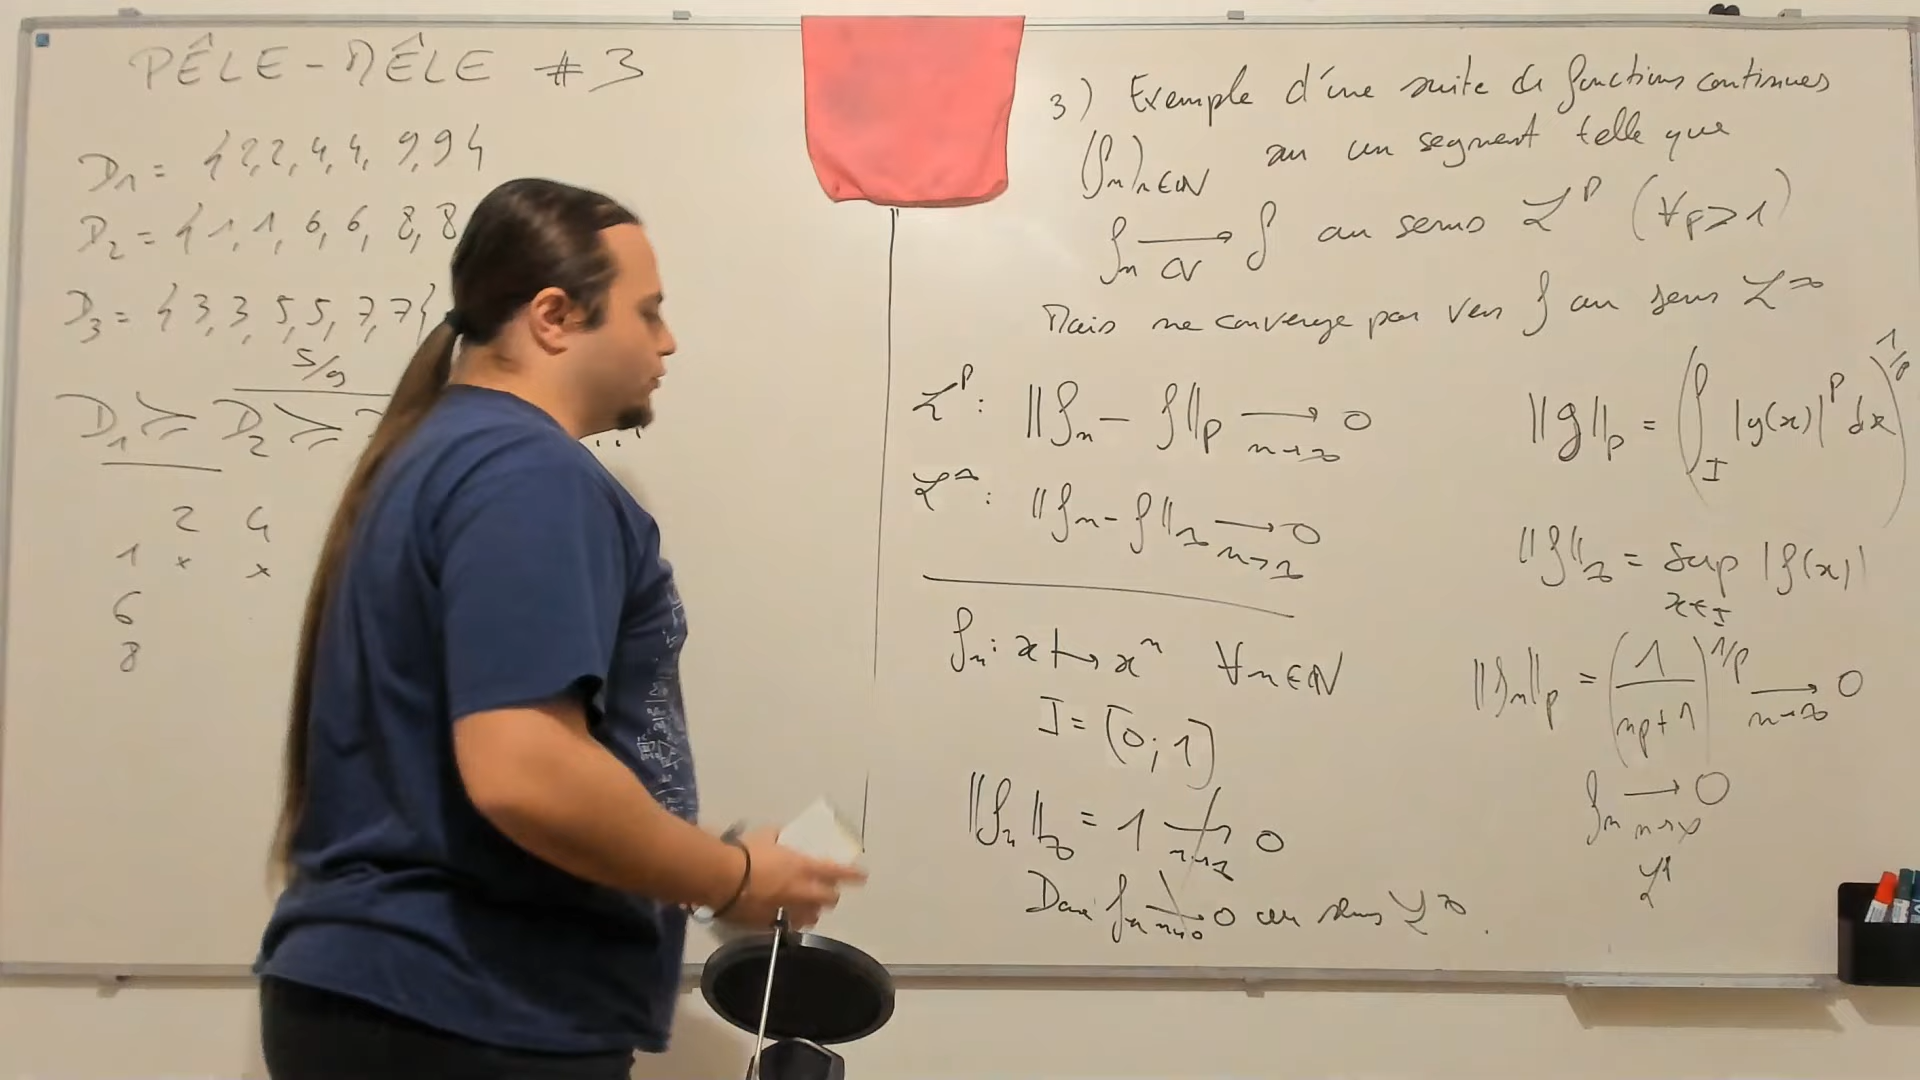 PÊLE-MÊLE #3
D₁ = {2,2,4,4,9,9}
D₂ = {1,1,6,6,8,8
D₃ = {3,3,5,5,7,7}
5/9
D₁ ≽ D₂ ≽
2 4
1 × ×
6
8
3) Exemple d'une suite de fonctions continues
(fₙ)ₙ∈ℕ sur un segment telle que
fₙ ⟶ f au sens ℒᵖ (∀p≥1)
CV
Mais ne converge pas vers f au sens ℒ^∞
ℒᵖ: ||fₙ - f||ₚ ⟶ 0
n→∞
ℒ^∞: ||fₙ - f||_∞ ⟶ 0
n→∞
||g||ₚ = (∫_I |g(x)|ᵖ dx)^{1/p}
||f||_∞ = sup |f(x)|
x∈I
fₙ: x ↦ xⁿ ∀n∈ℕ
I = [0;1]
||fₙ||_∞ = 1 ↛ 0
n→∞
Donc fₙ ↛ 0 au sens ℒ^∞.
n→∞
||fₙ||ₚ = (1/(np+1))^{1/p} ⟶ 0
n→∞
fₙ ⟶ 0
n→∞